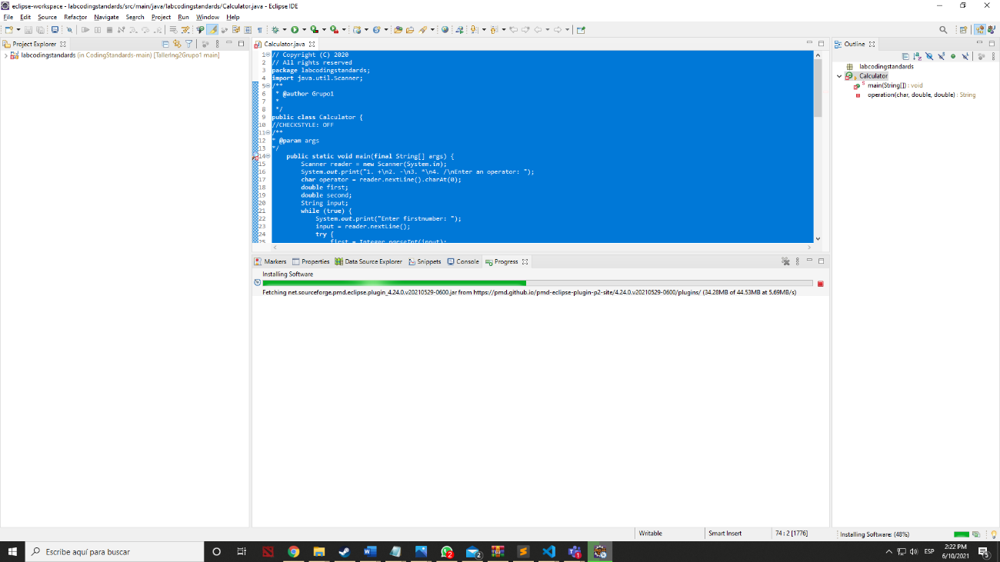 eclipse-workspace - labcodingstandards/src/main/java/labcodingstandards/Calculator.java - Eclipse IDE
File Edit Source Refactor Navigate Search Project Run Window Help
Project Explorer
labcodingstandards (in CodingStandards-main) [TallerIng2Grupo1 main]
Calculator.java
1 // Copyright (C) 2020
2 // All rights reserved
3 package labcodingstandards;
4 import java.util.Scanner;
5 /**
6  * @author Grupo1
7  *
8  */
9 public class Calculator {
10 //CHECKSTYLE: OFF
11 /**
12 * @param args
13 */
14     public static void main(final String[] args) {
15         Scanner reader = new Scanner(System.in);
16         System.out.print("1. +\n2. -\n3. *\n4. /\nEnter an operator: ");
17         char operator = reader.nextLine().charAt(0);
18         double first;
19         double second;
20         String input;
21         while (true) {
22             System.out.print("Enter firstnumber: ");
23             input = reader.nextLine();
24             try {
25                 first = Integer.parseInt(input);
Outline
labcodingstandards
Calculator
main(String[]) : void
operation(char, double, double) : String
Markers Properties Data Source Explorer Snippets Console Progress
Installing Software
Fetching net.sourceforge.pmd.eclipse.plugin_4.24.0.v20210529-0600.jar from https://pmd.github.io/pmd-eclipse-plugin-p2-site/4.24.0.v20210529-0600/plugins/ (34.28MB of 44.53MB at 5.69MB/s)
Writable Smart Insert 74 : 2 [1776] Installing Software: (48%)
Escribe aquí para buscar
2
2
1
ESP
2:22 PM
6/10/2021
5